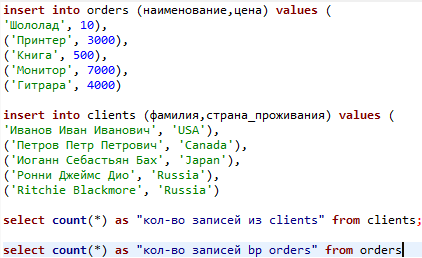 insert into orders (наименование,цена) values (
'Шололад', 10),
('Принтер', 3000),
('Книга', 500),
('Монитор', 7000),
('Гитрара', 4000)
insert into clients (фамилия,страна_проживания) values (
'Иванов Иван Иванович', 'USA'),
('Петров Петр Петрович', 'Canada'),
('Иоганн Себастьян Бах', 'Japan'),
('Ронни Джеймс Дио', 'Russia'),
('Ritchie Blackmore', 'Russia')
select count(*) as "кол-во записей из clients" from clients;
select count(*) as "кол-во записей bp orders" from orders